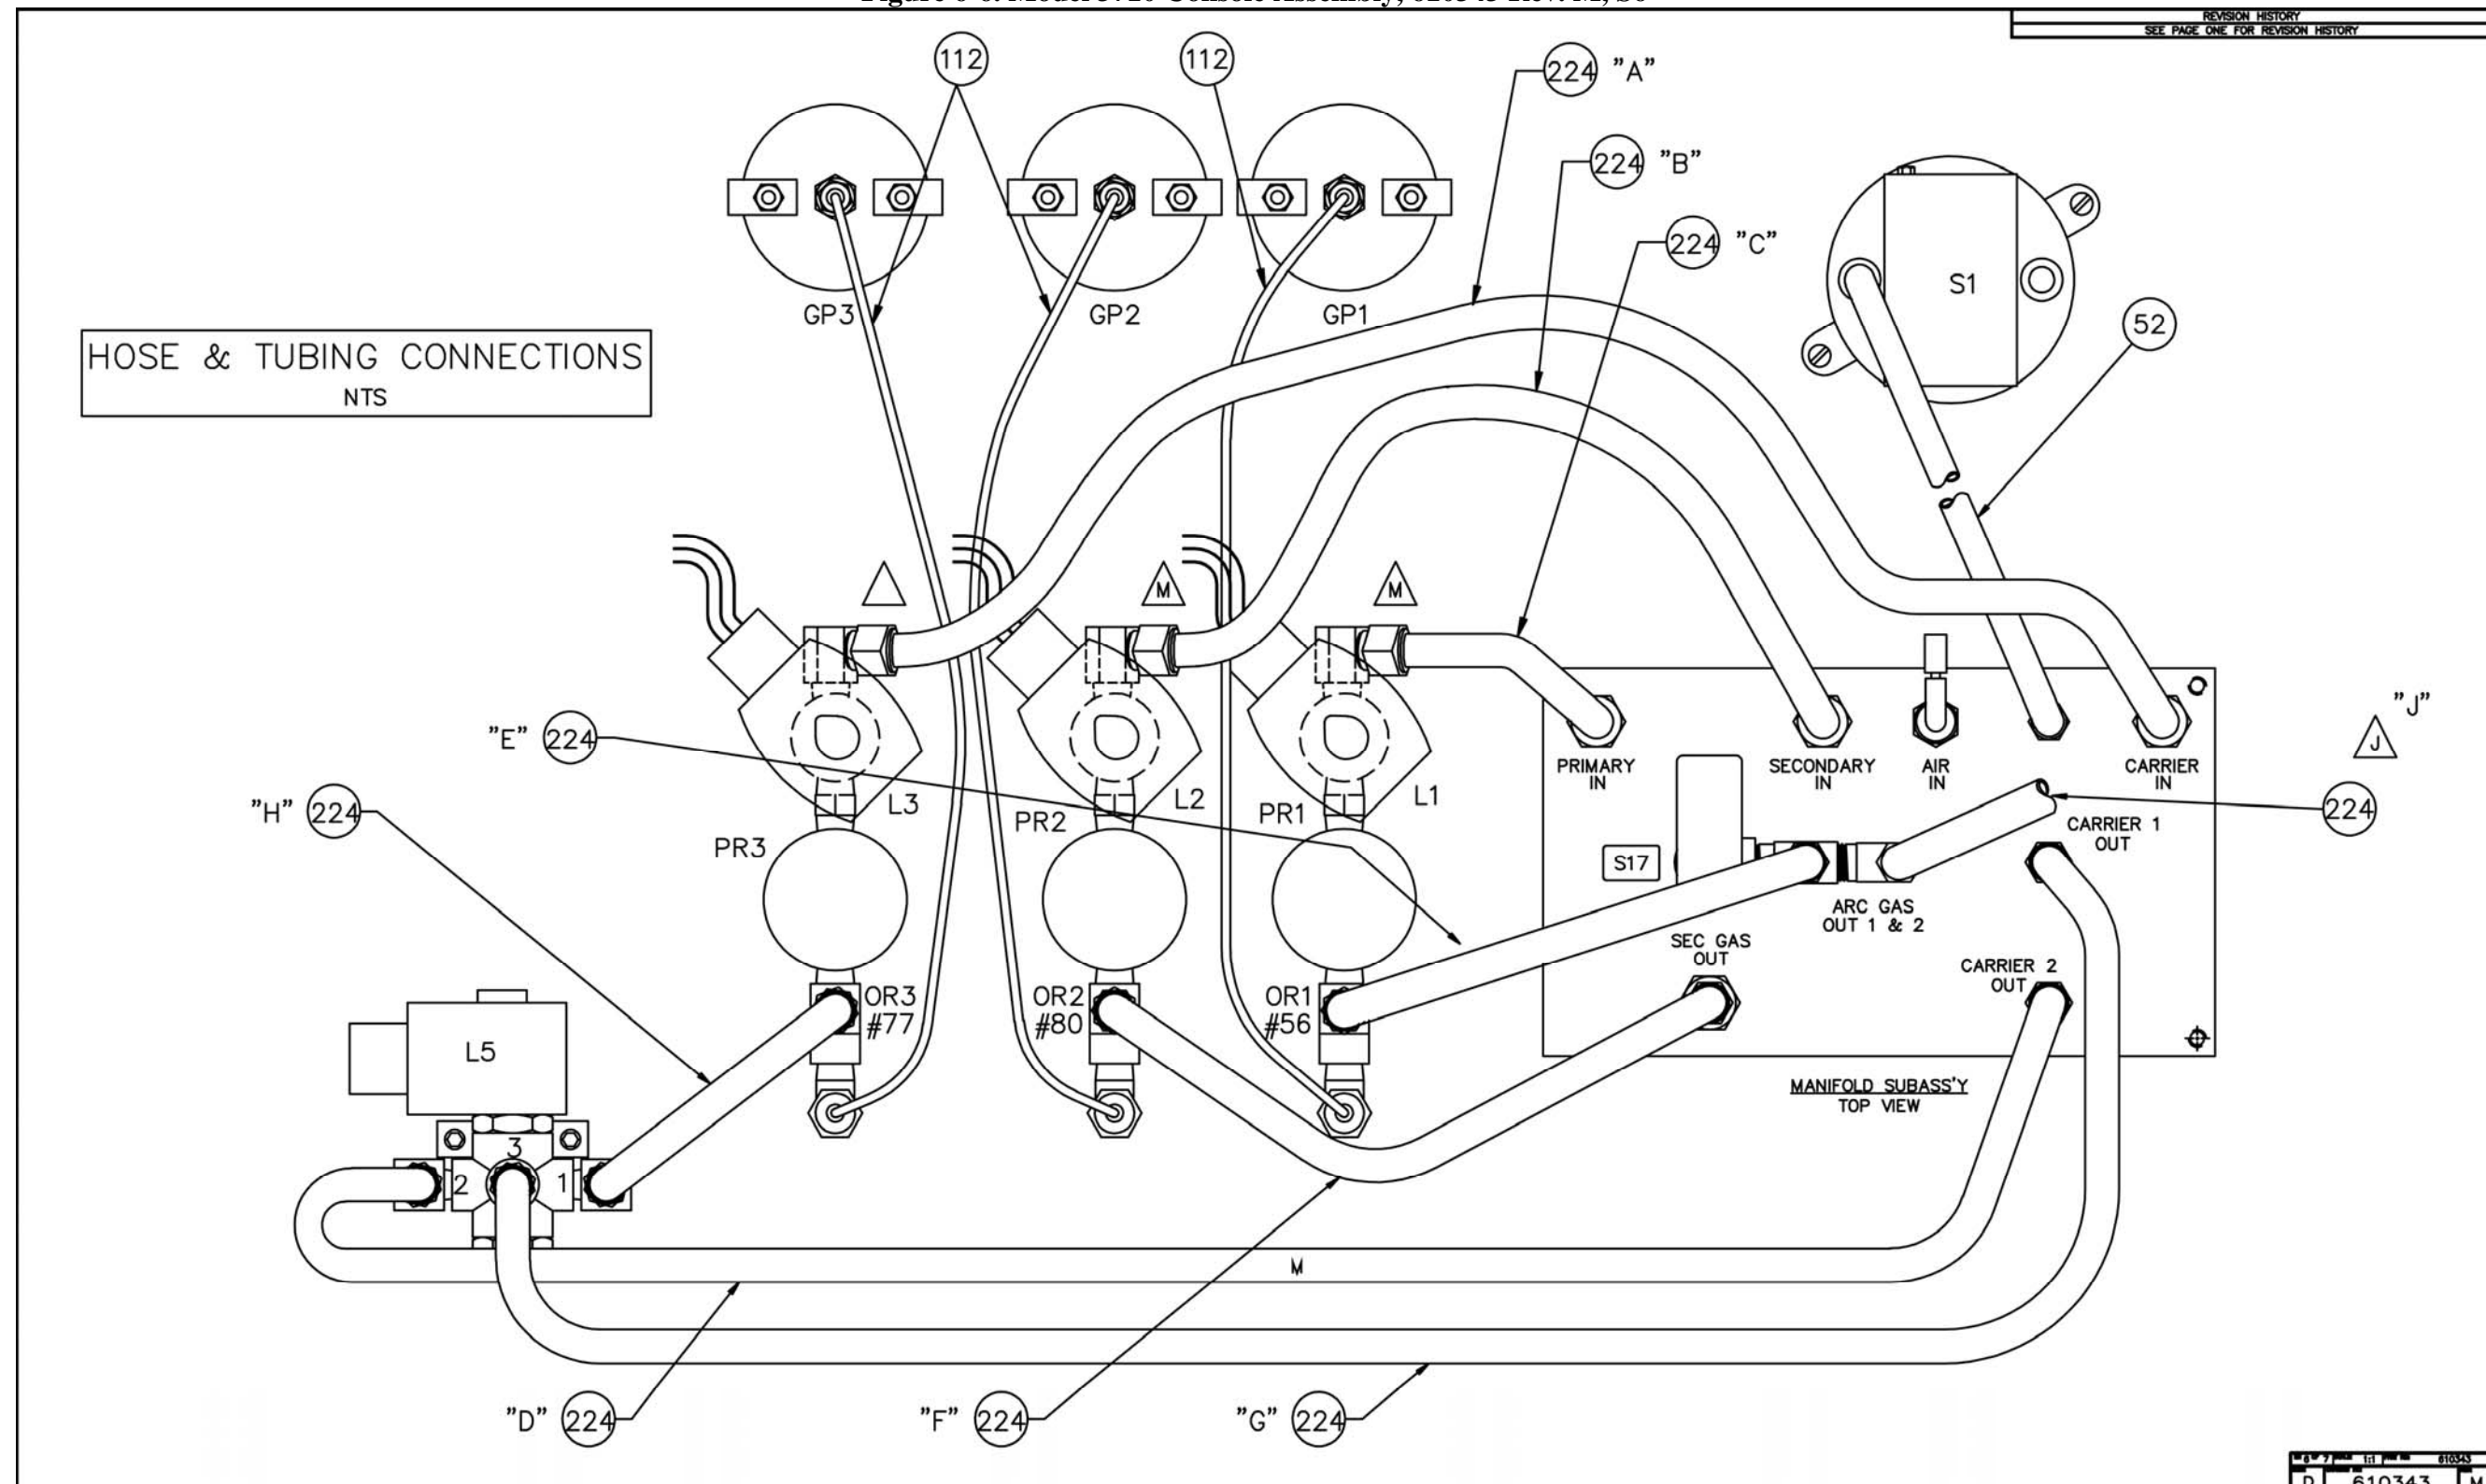 REVISION HISTORY
SEE PAGE ONE FOR REVISION HISTORY
112
112
224 "A"
224 "B"
224 "C"
S1
52
GP3
GP2
GP1
HOSE & TUBING CONNECTIONS
NTS
M
M
"E" 224
"H" 224
L3
L2
L1
PR3
PR2
PR1
PRIMARY
IN
SECONDARY
IN
AIR
IN
CARRIER
IN
"J"
J
224
CARRIER 1
OUT
S17
ARC GAS
OUT 1 & 2
SEC GAS
OUT
CARRIER 2
OUT
OR3
#77
OR2
#80
OR1
#56
L5
MANIFOLD SUBASS'Y
TOP VIEW
3
2
1
M
"D" 224
"F" 224
"G" 224
1:1
610343
D
610343
M